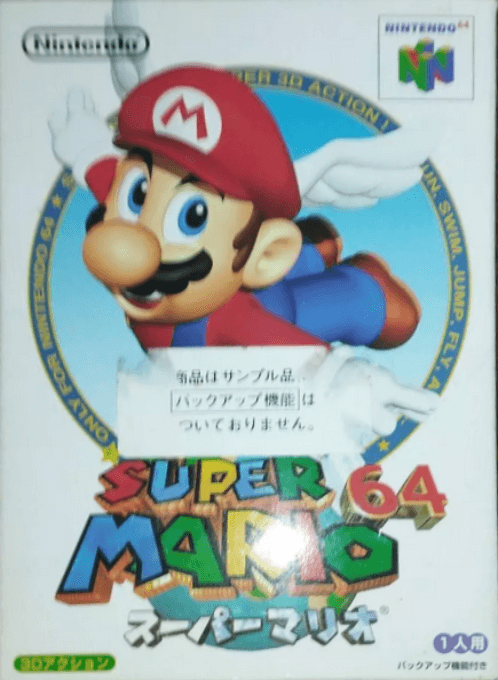 Nintendo
NINTENDO 64
SUPER 3D ACTION!
RUN, SWIM, JUMP, FLY, A
ONLY FOR NINTENDO 64 ★
M
商品はサンプル品、
バックアップ機能は
ついておりません。
SUPER
MARIO 64
スーパーマリオ®
3Dアクション
1人用
バックアップ機能付き